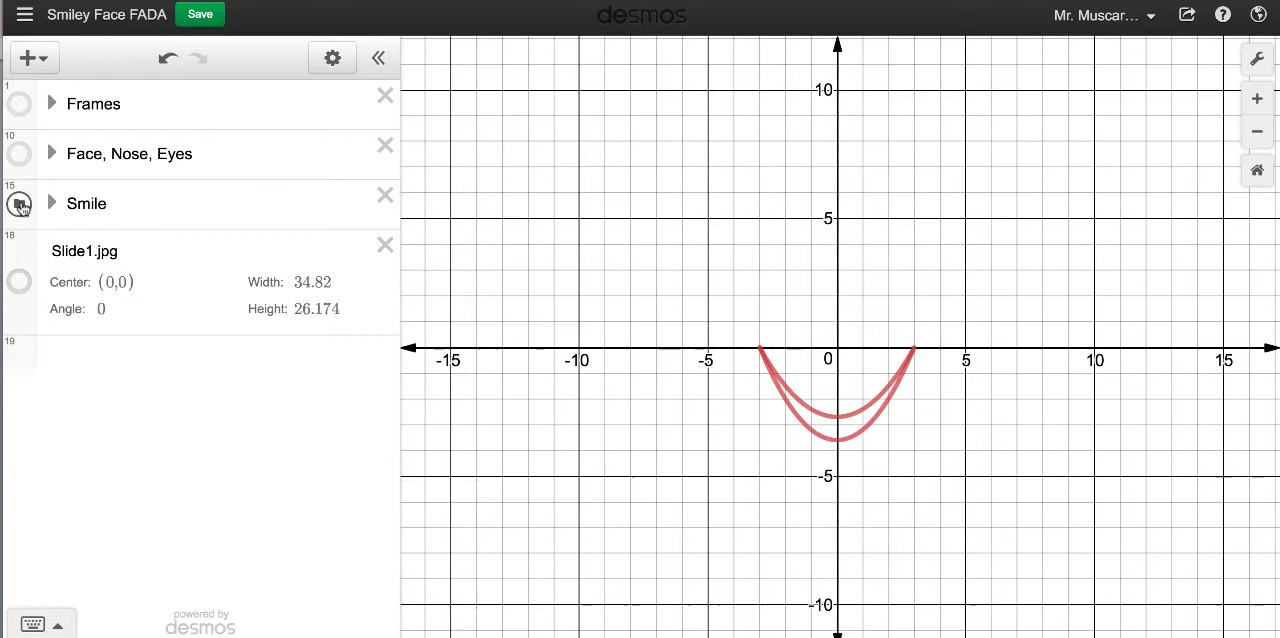 Smiley Face FADA
Save
desmos
Mr. Muscar...
1
Frames
10
Face, Nose, Eyes
15
Smile
18
Slide1.jpg
Center: (0,0) Width: 34.82
Angle: 0 Height: 26.174
19
powered by
desmos
10
5
-15 -10 -5 0 5 10 15
-5
-10